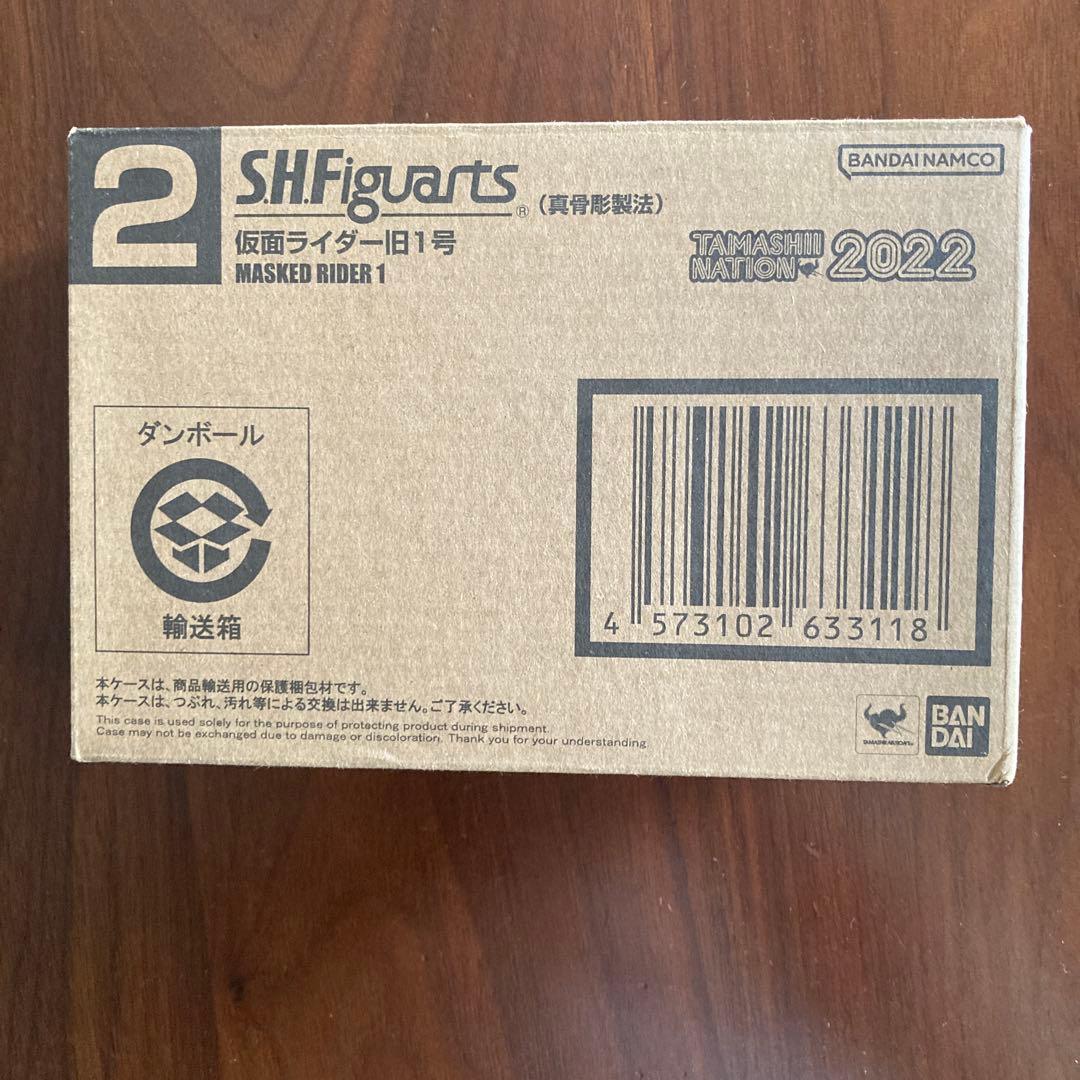 2
S.H.Figuarts® (真骨彫製法)
仮面ライダー旧1号
MASKED RIDER 1
BANDAI NAMCO
TAMASHII
NATION 2022
ダンボール
輸送箱
4 573102 633118
本ケースは、商品輸送用の保護梱包材です。
本ケースは、つぶれ、汚れ等による交換は出来ません。ご了承ください。
This case is used solely for the purpose of protecting product during shipment.
Case may not be exchanged due to damage or discoloration. Thank you for your understanding
TAMASHII NATIONS
BAN
DAI